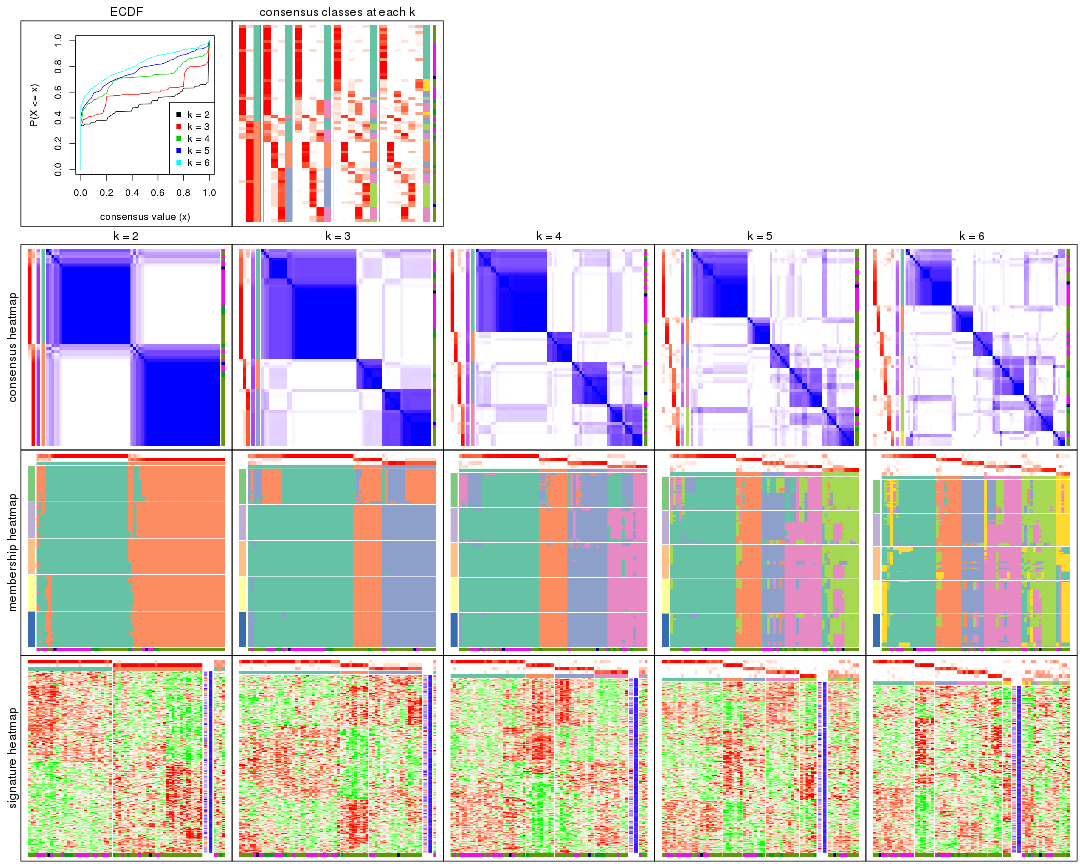 ECDF
consensus classes at each k
P(X <= x)
0.0 0.2 0.4 0.6 0.8 1.0
k = 2
k = 3
k = 4
k = 5
k = 6
0.0 0.2 0.4 0.6 0.8 1.0
consensus value (x)
k = 2 k = 3 k = 4 k = 5 k = 6
consensus heatmap
membership heatmap
signature heatmap